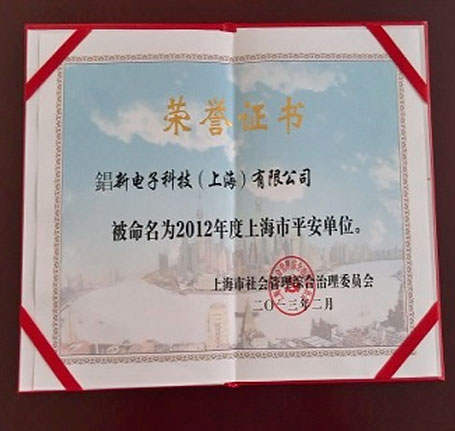 荣誉证书
錩新电子科技（上海）有限公司
被命名为2012年度上海市平安单位。
上海市社会管理综合治理委员会
二〇一三年二月